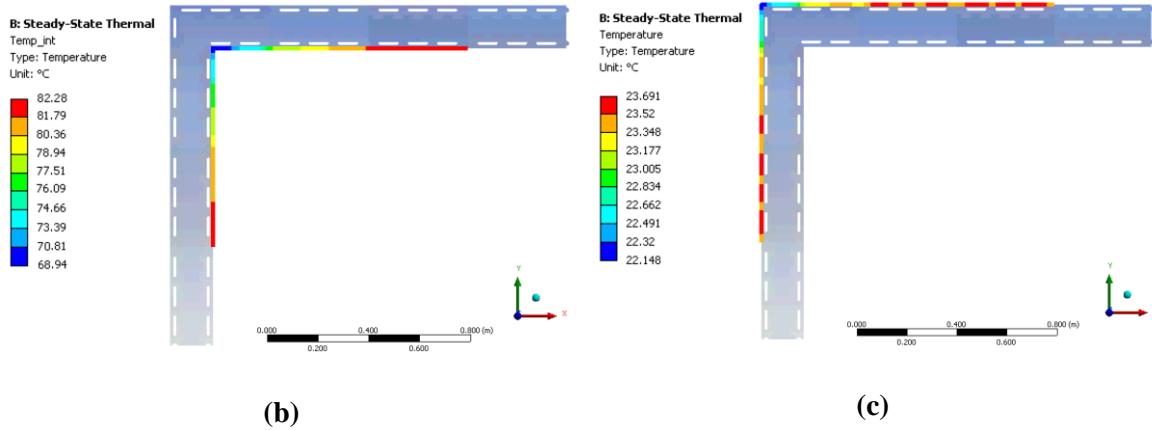 B: Steady-State Thermal
Temp_int
Type: Temperature
Unit: °C
82.28
81.79
80.36
78.94
77.51
76.09
74.66
73.39
70.81
68.94
Y
X
0.000 0.400 0.800 (m)
0.200 0.600
(b)
B: Steady-State Thermal
Temperature
Type: Temperature
Unit: °C
23.691
23.52
23.348
23.177
23.005
22.834
22.662
22.491
22.32
22.148
Y
X
0.000 0.400 0.800 (m)
0.200 0.600
(c)